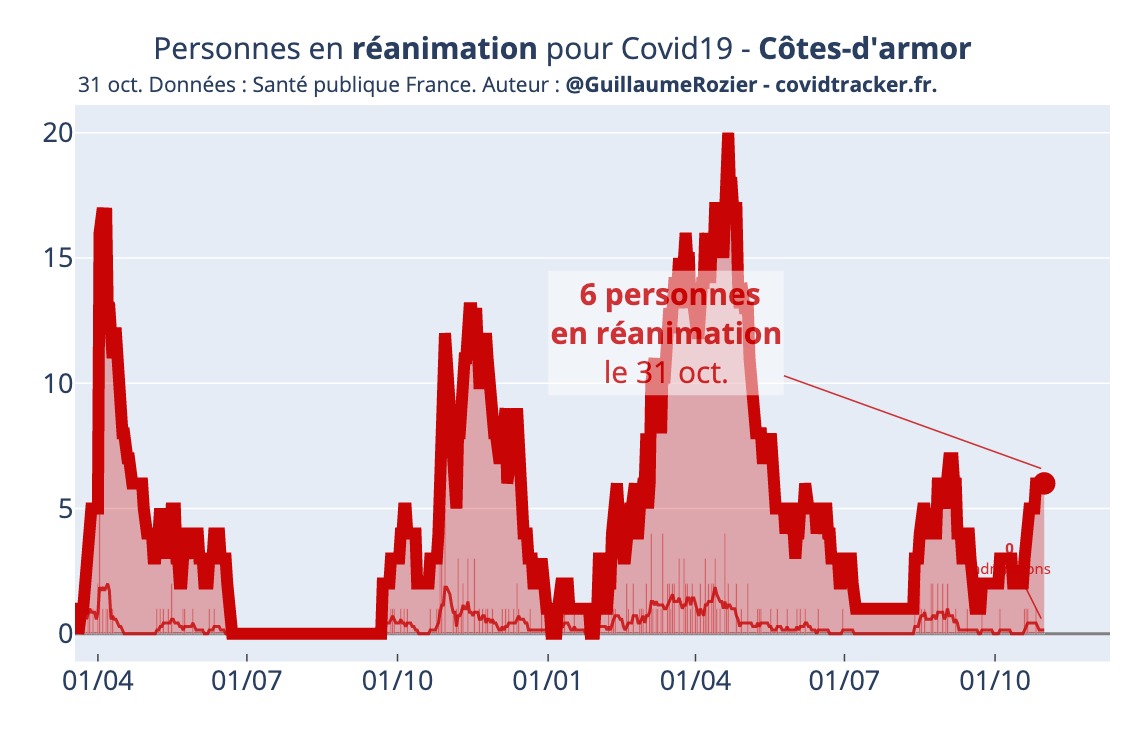 Personnes en réanimation pour Covid19 - Côtes-d'armor
31 oct. Données : Santé publique France. Auteur : @GuillaumeRozier - covidtracker.fr.
20
15
10
5
0
6 personnes
en réanimation
le 31 oct.
0
01/04 01/07 01/10 01/01 01/04 01/07 01/10